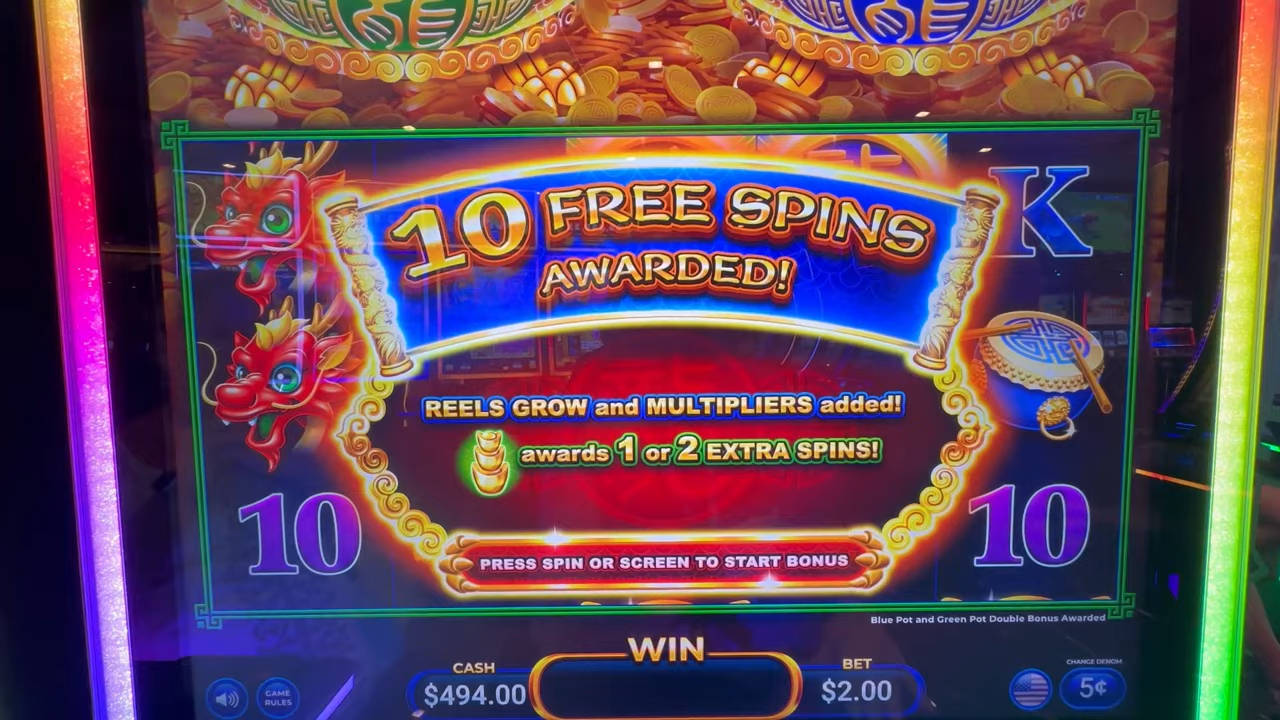 10 FREE SPINS
AWARDED!
K
REELS GROW and MULTIPLIERS added!
awards 1 or 2 EXTRA SPINS!
10
10
PRESS SPIN OR SCREEN TO START BONUS
Blue Pot and Green Pot Double Bonus Awarded
WIN
CASH
$494.00
BET
$2.00
GAME
RULES
CHANGE DENOM
5¢